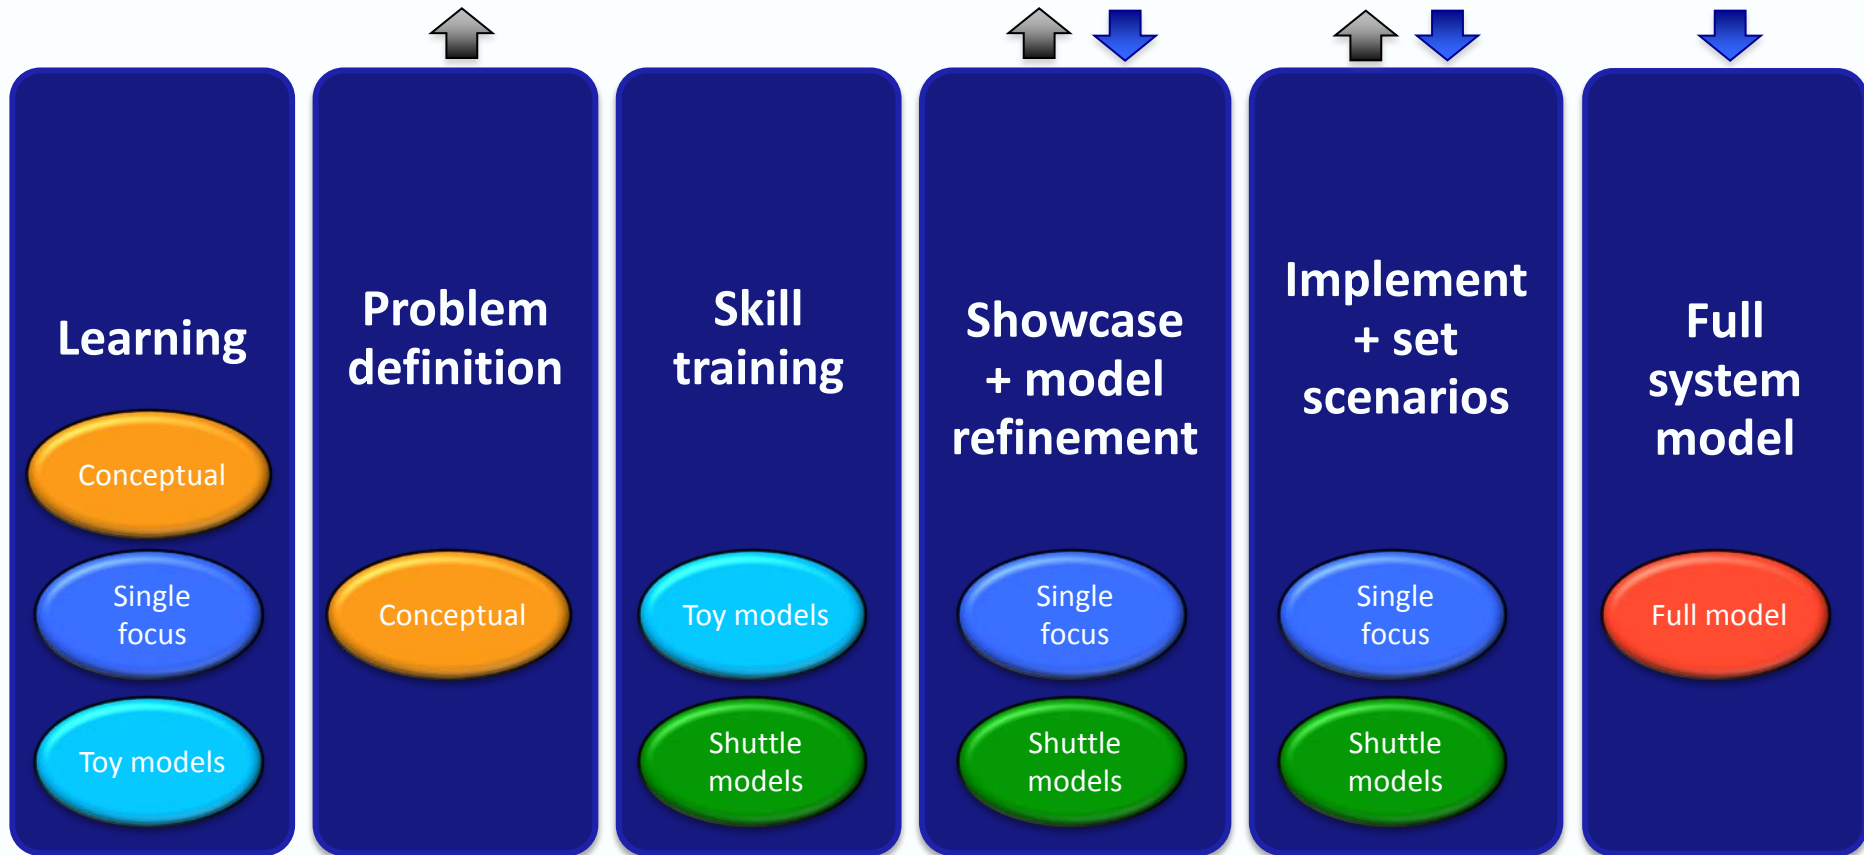 Learning
Conceptual
Single
focus
Toy models
Problem
definition
Conceptual
Skill
training
Toy models
Shuttle
models
Showcase
+ model
refinement
Single
focus
Shuttle
models
Implement
+ set
scenarios
Single
focus
Shuttle
models
Full
system
model
Full model